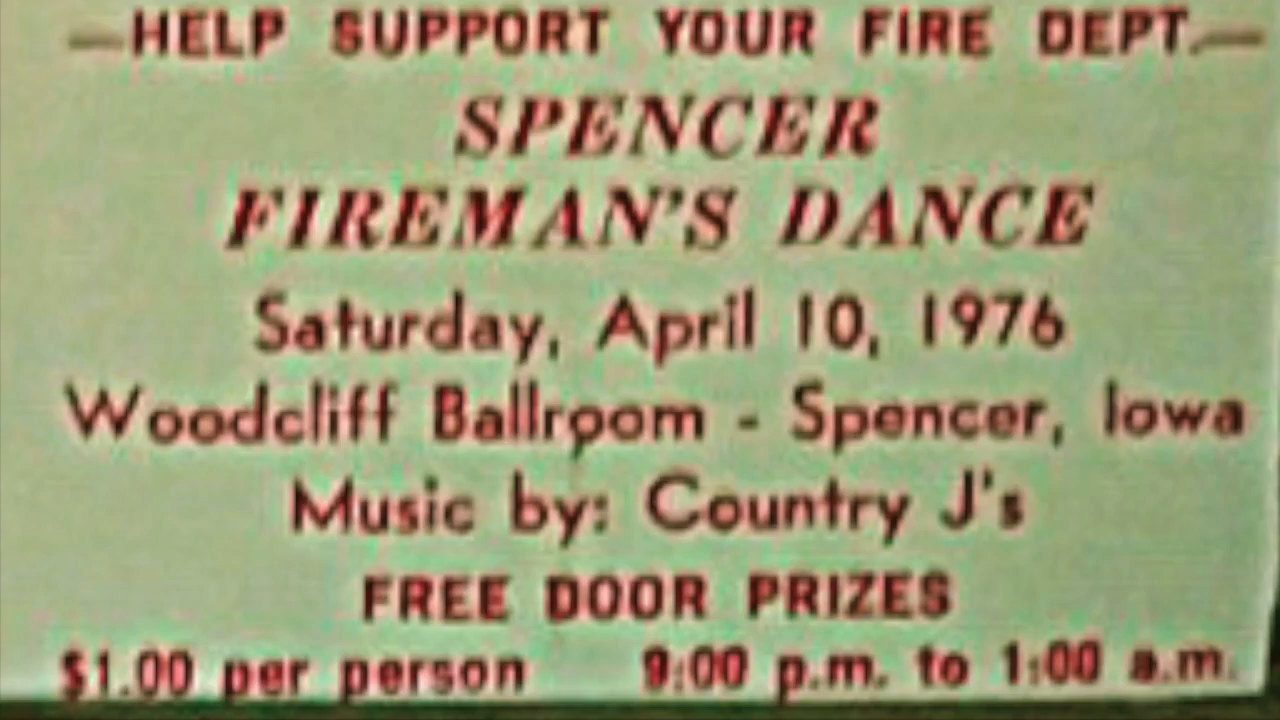 —HELP SUPPORT YOUR FIRE DEPT.—
SPENCER
FIREMAN'S DANCE
Saturday, April 10, 1976
Woodcliff Ballroom - Spencer, Iowa
Music by: Country J's
FREE DOOR PRIZES
$1.00 per person 9:00 p.m. to 1:00 a.m.